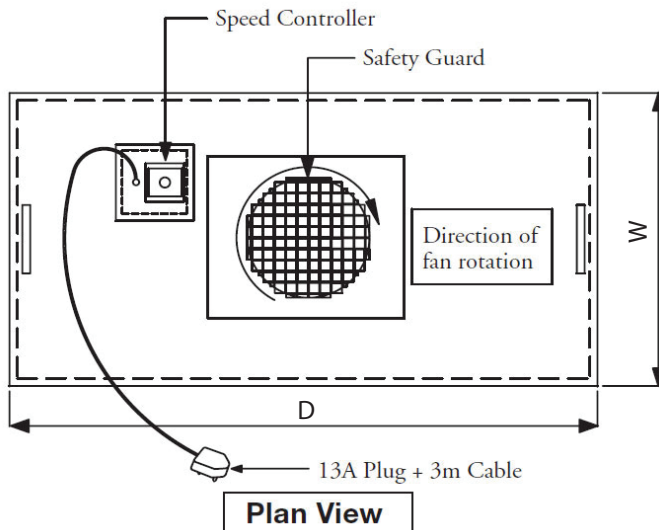 Speed Controller
Safety Guard
Direction of
fan rotation
W
D
13A Plug + 3m Cable
Plan View